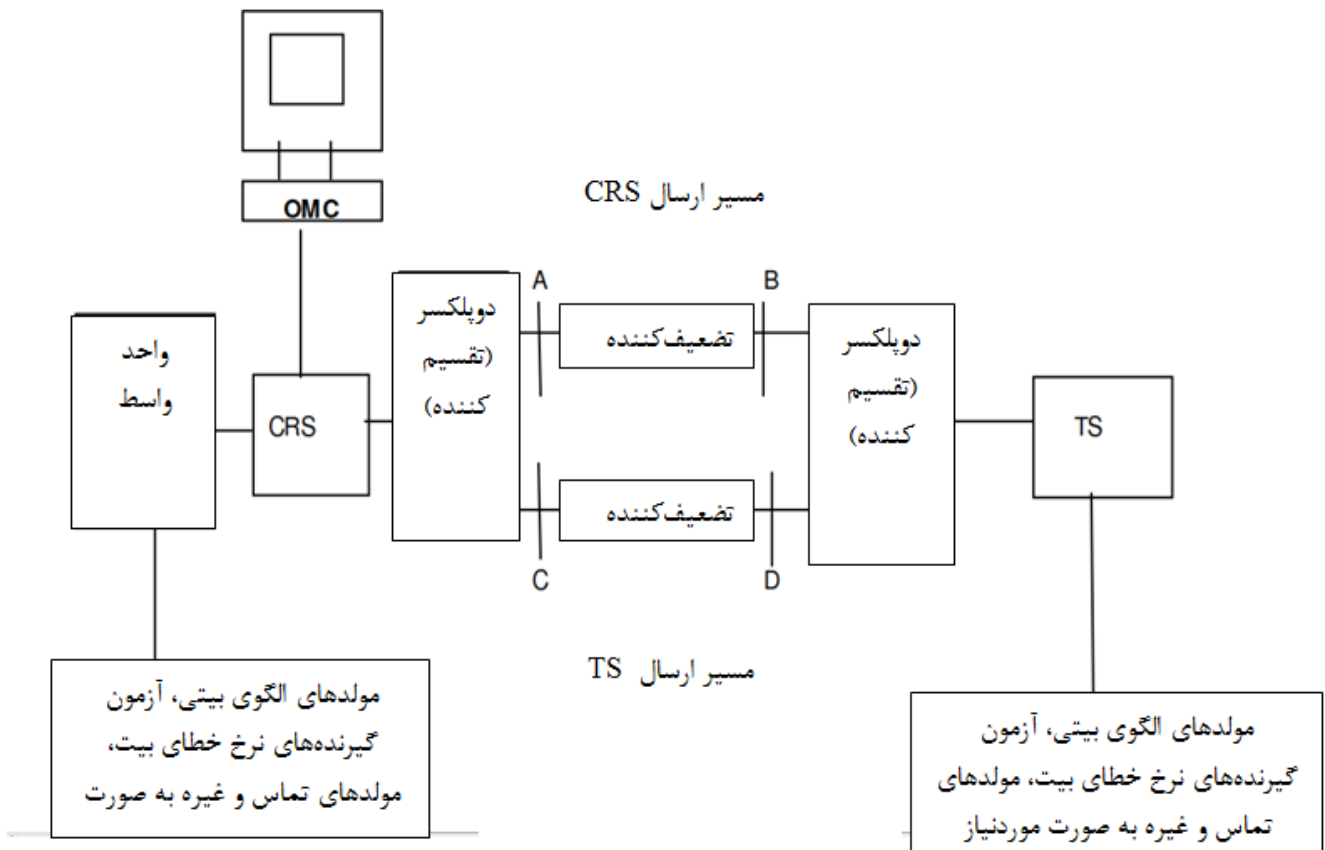 OMC
مسیر ارسال CRS
واحد
واسط
CRS
دوپلکسر
(تقسیم
کننده)
A
تضعیف‌کننده
B
C
تضعیف‌کننده
D
دوپلکسر
(تقسیم
کننده)
TS
مسیر ارسال TS
مولدهای الگوی بیتی، آزمون
گیرنده‌های نرخ خطای بیت،
مولدهای تماس و غیره به صورت
مولدهای الگوی بیتی، آزمون
گیرنده‌های نرخ خطای بیت، مولدهای
تماس و غیره به صورت موردنیاز